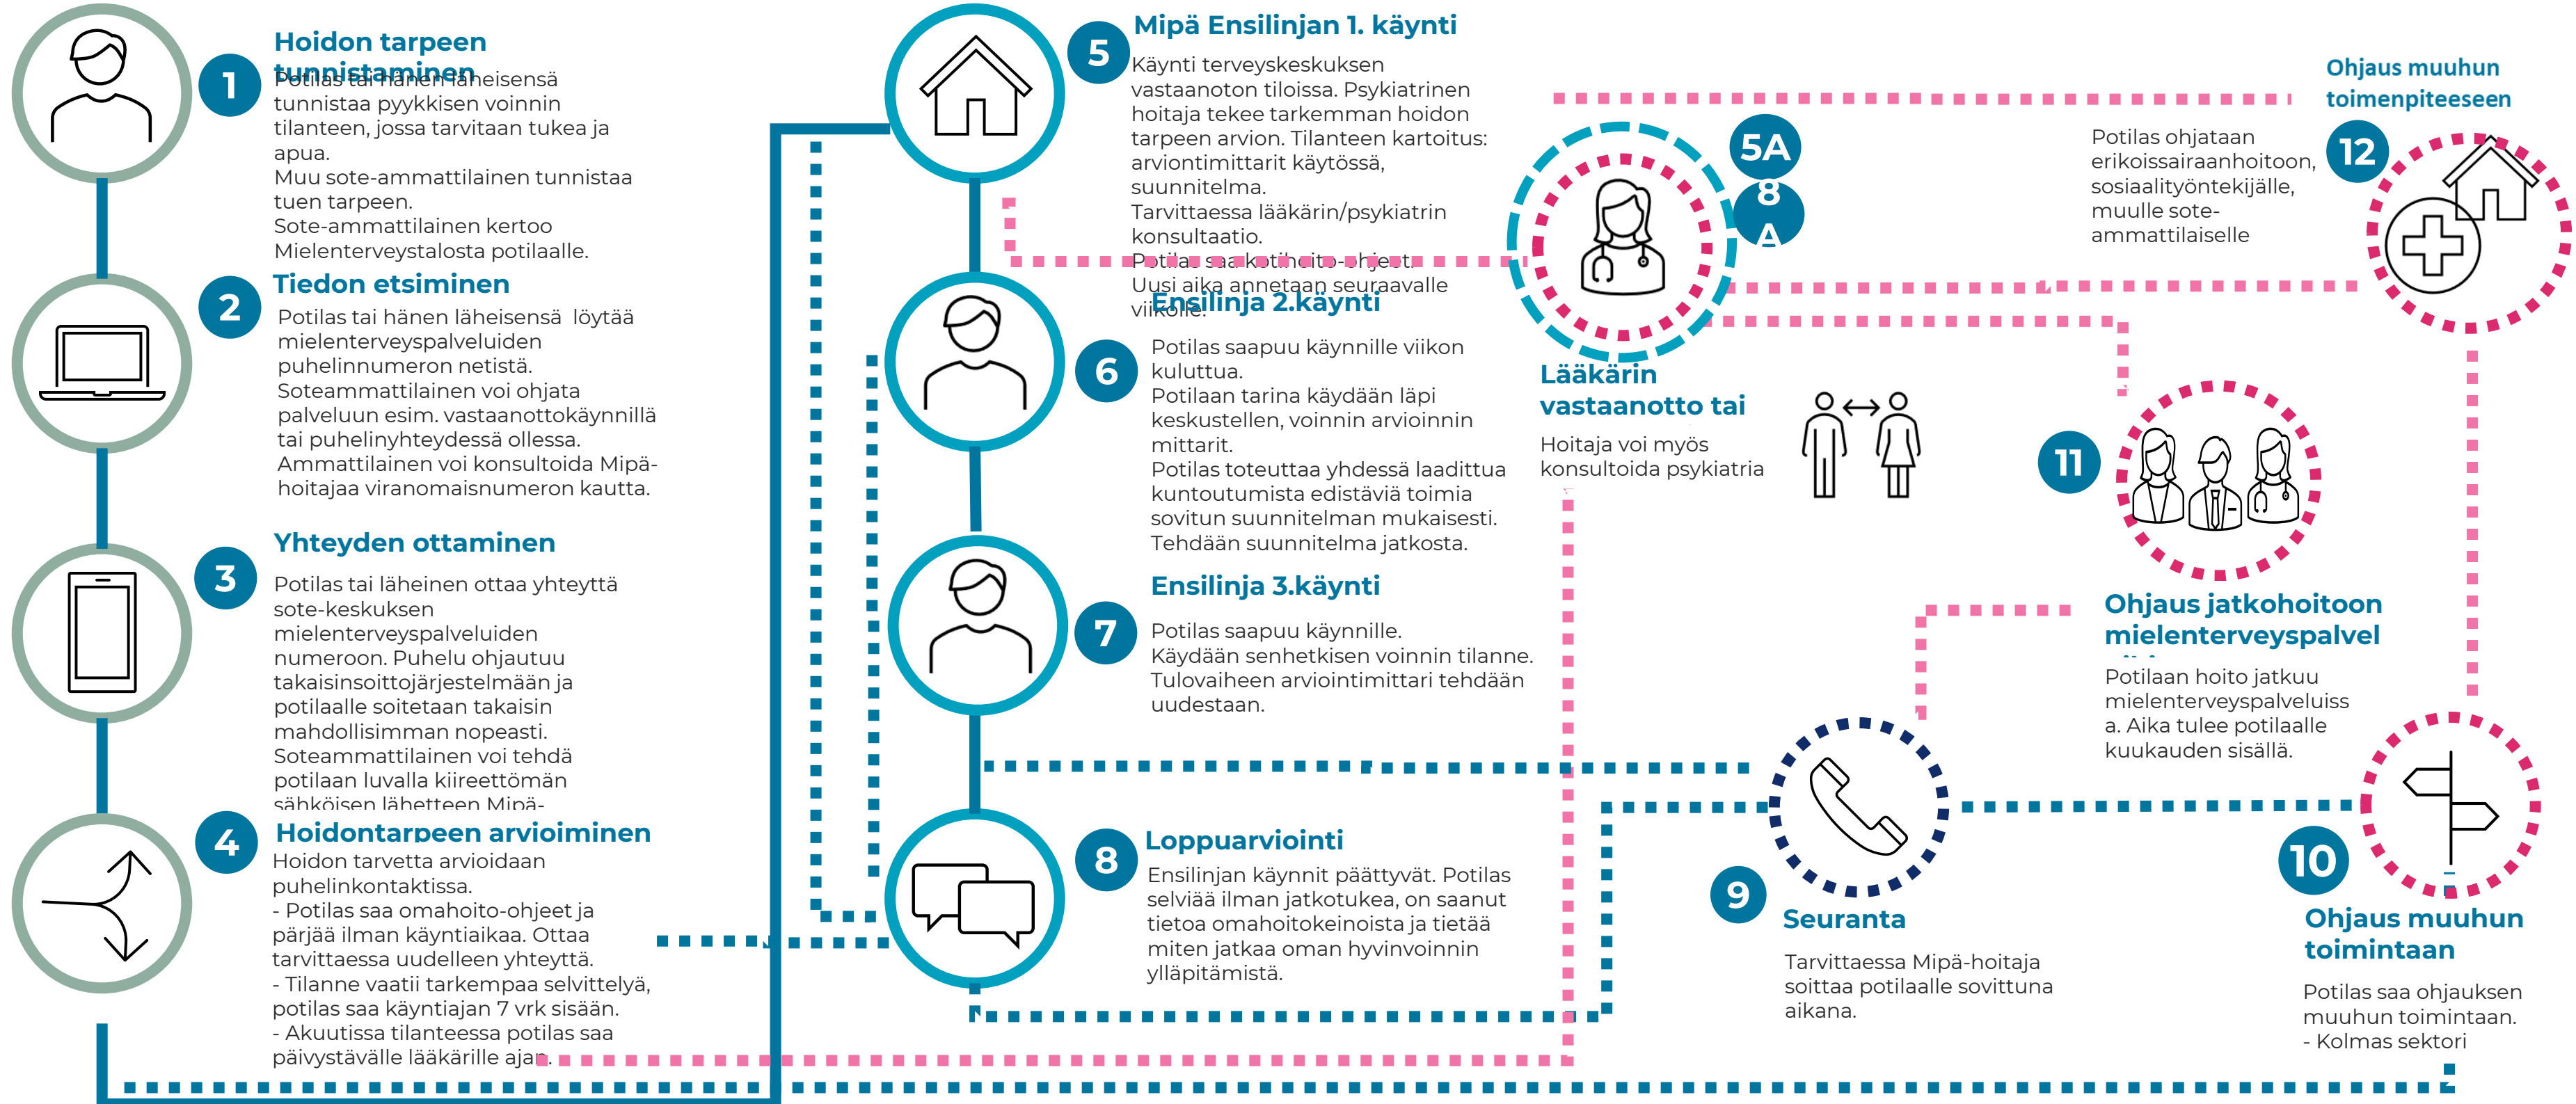 1
Hoidon tarpeen
tunnistaminen
Potilas tai hänen läheisensä
tunnistaa pyykkisen voinnin
tilanteen, jossa tarvitaan tukea ja
apua.
Muu sote-ammattilainen tunnistaa
tuen tarpeen.
Sote-ammattilainen kertoo
Mielenterveystalosta potilaalle.
2
Tiedon etsiminen
Potilas tai hänen läheisensä löytää
mielenterveyspalveluiden
puhelinnumeron netistä.
Soteammattilainen voi ohjata
palveluun esim. vastaanottokäynnillä
tai puhelinyhteydessä ollessa.
Ammattilainen voi konsultoida Mipä-
hoitajaa viranomaisnumeron kautta.
3
Yhteyden ottaminen
Potilas tai läheinen ottaa yhteyttä
sote-keskuksen
mielenterveyspalveluiden
numeroon. Puhelu ohjautuu
takaisinsoittojärjestelmään ja
potilaalle soitetaan takaisin
mahdollisimman nopeasti.
Soteammattilainen voi tehdä
potilaan luvalla kiireettömän
sähköisen lähetteen Mipä-
4
Hoidontarpeen arvioiminen
Hoidon tarvetta arvioidaan
puhelinkontaktissa.
- Potilas saa omahoito-ohjeet ja
pärjää ilman käyntiaikaa. Ottaa
tarvittaessa uudelleen yhteyttä.
- Tilanne vaatii tarkempaa selvittelyä,
potilas saa käyntiajan 7 vrk sisään.
- Akuutissa tilanteessa potilas saa
päivystävälle lääkärille ajan.
5
Mipä Ensilinjan 1. käynti
Käynti terveyskeskuksen
vastaanoton tiloissa. Psykiatrinen
hoitaja tekee tarkemman hoidon
tarpeen arvion. Tilanteen kartoitus:
arviontimittarit käytössä,
suunnitelma.
Tarvittaessa lääkärin/psykiatrin
konsultaatio.
Potilas saa kotihoito-ohjeet.
Uusi aika annetaan seuraavalle
viikolle.
6
Ensilinja 2.käynti
Potilas saapuu käynnille viikon
kuluttua.
Potilaan tarina käydään läpi
keskustellen, voinnin arvioinnin
mittarit.
Potilas toteuttaa yhdessä laadittua
kuntoutumista edistäviä toimia
sovitun suunnitelman mukaisesti.
Tehdään suunnitelma jatkosta.
7
Ensilinja 3.käynti
Potilas saapuu käynnille.
Käydään senhetkisen voinnin tilanne.
Tulovaiheen arviointimittari tehdään
uudestaan.
8
Loppuarviointi
Ensilinjan käynnit päättyvät. Potilas
selviää ilman jatkotukea, on saanut
tietoa omahoitokeinoista ja tietää
miten jatkaa oman hyvinvoinnin
ylläpitämistä.
5A
8
A
Lääkärin
vastaanotto tai
Hoitaja voi myös
konsultoida psykiatria
9
Seuranta
Tarvittaessa Mipä-hoitaja
soittaa potilaalle sovittuna
aikana.
10
Ohjaus muuhun
toimintaan
Potilas saa ohjauksen
muuhun toimintaan.
- Kolmas sektori
11
Ohjaus jatkohoitoon
mielenterveyspalvel
Potilaan hoito jatkuu
mielenterveyspalveluiss
a. Aika tulee potilaalle
kuukauden sisällä.
12
Ohjaus muuhun
toimenpiteeseen
Potilas ohjataan
erikoissairaanhoitoon,
sosiaalityöntekijälle,
muulle sote-
ammattilaiselle